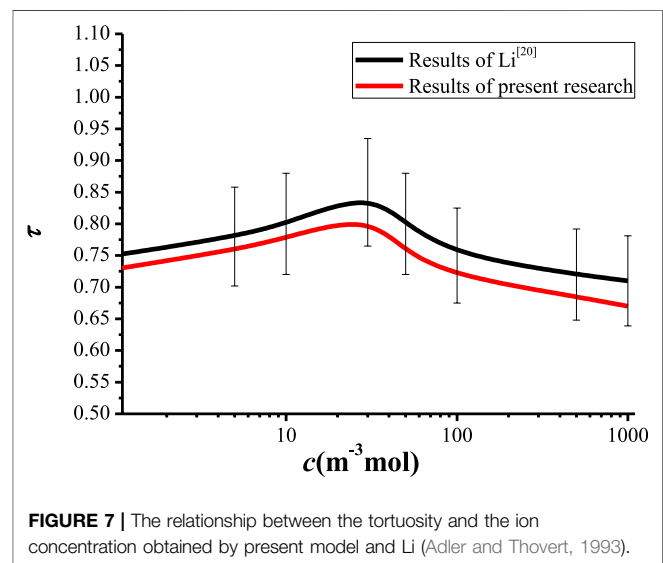 1.10
1.05
1.00
0.95
0.90
0.85
0.80
0.75
0.70
0.65
0.60
0.55
0.50
τ
Results of Li[20]
Results of present research
10 100 1000
c(m-3mol)
FIGURE 7 | The relationship between the tortuosity and the ion
concentration obtained by present model and Li (Adler and Thovert, 1993).